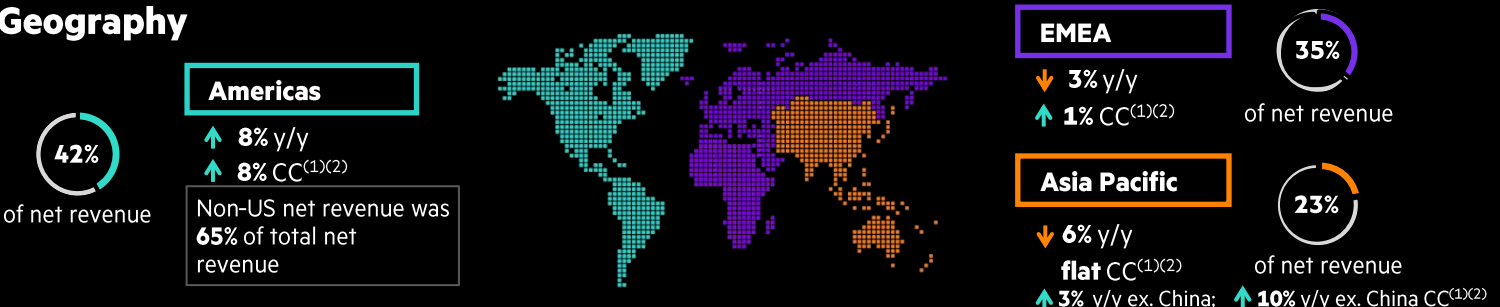 Geography
Americas
42%
of net revenue
8% y/y
8% CC(1)(2)
Non-US net revenue was
65% of total net
revenue
EMEA
3% y/y
1% CC(1)(2)
35%
of net revenue
Asia Pacific
6% y/y
flat CC(1)(2)
3% y/y ex. China;
23%
of net revenue
10% y/y ex. China CC(1)(2)